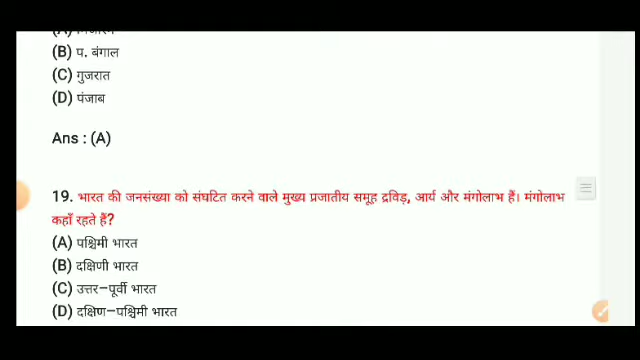 (B) प. बंगाल
(C) गुजरात
(D) पंजाब
Ans : (A)
19. भारत की जनसंख्या को संघटित करने वाले मुख्य प्रजातीय समूह द्रविड़, आर्य और मंगोलाभ हैं। मंगोलाभ
कहाँ रहते हैं?
(A) पश्चिमी भारत
(B) दक्षिणी भारत
(C) उत्तर–पूर्वी भारत
(D) दक्षिण–पश्चिमी भारत